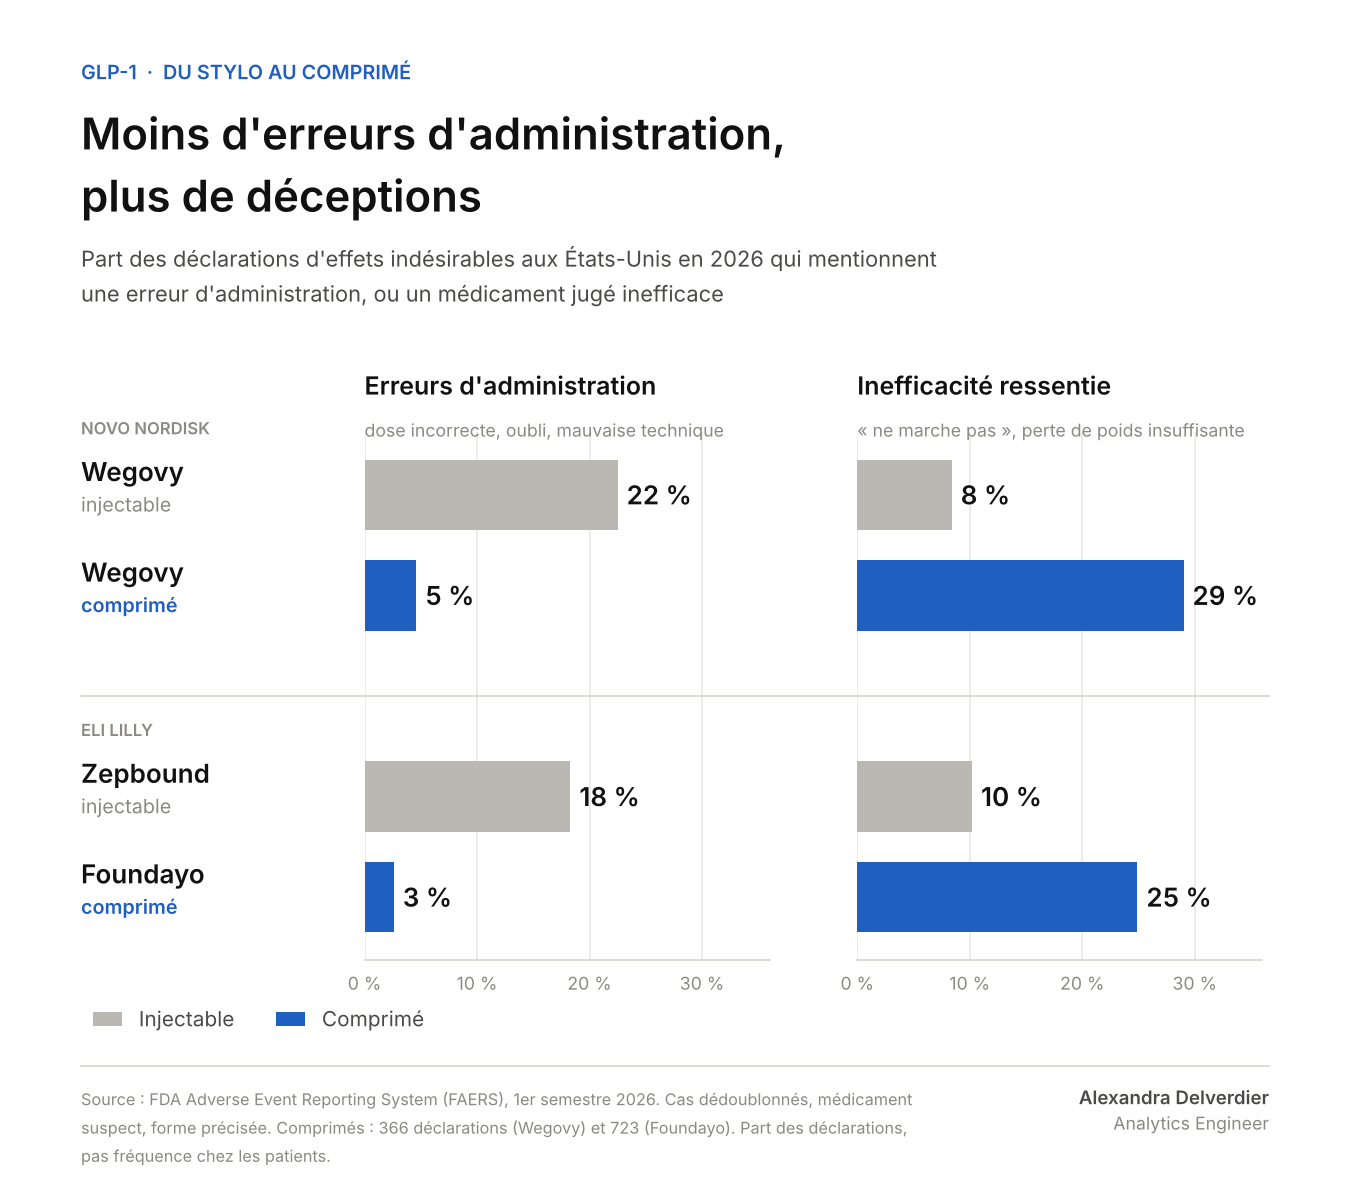 GLP-1 · DU STYLO AU COMPRIMÉ
Moins d'erreurs d'administration,
plus de déceptions
Part des déclarations d'effets indésirables aux États-Unis en 2026 qui mentionnent
une erreur d'administration, ou un médicament jugé inefficace
Erreurs d'administration
Inefficacité ressentie
NOVO NORDISK
dose incorrecte, oubli, mauvaise technique
« ne marche pas », perte de poids insuffisante
Wegovy
injectable
22 %
8 %
Wegovy
comprimé
5 %
29 %
ELI LILLY
Zepbound
injectable
18 %
10 %
Foundayo
comprimé
3 %
25 %
0 % 10 % 20 % 30 %
0 % 10 % 20 % 30 %
Injectable Comprimé
Source : FDA Adverse Event Reporting System (FAERS), 1er semestre 2026. Cas dédoublonnés, médicament
suspect, forme précisée. Comprimés : 366 déclarations (Wegovy) et 723 (Foundayo). Part des déclarations,
pas fréquence chez les patients.
Alexandra Delverdier
Analytics Engineer